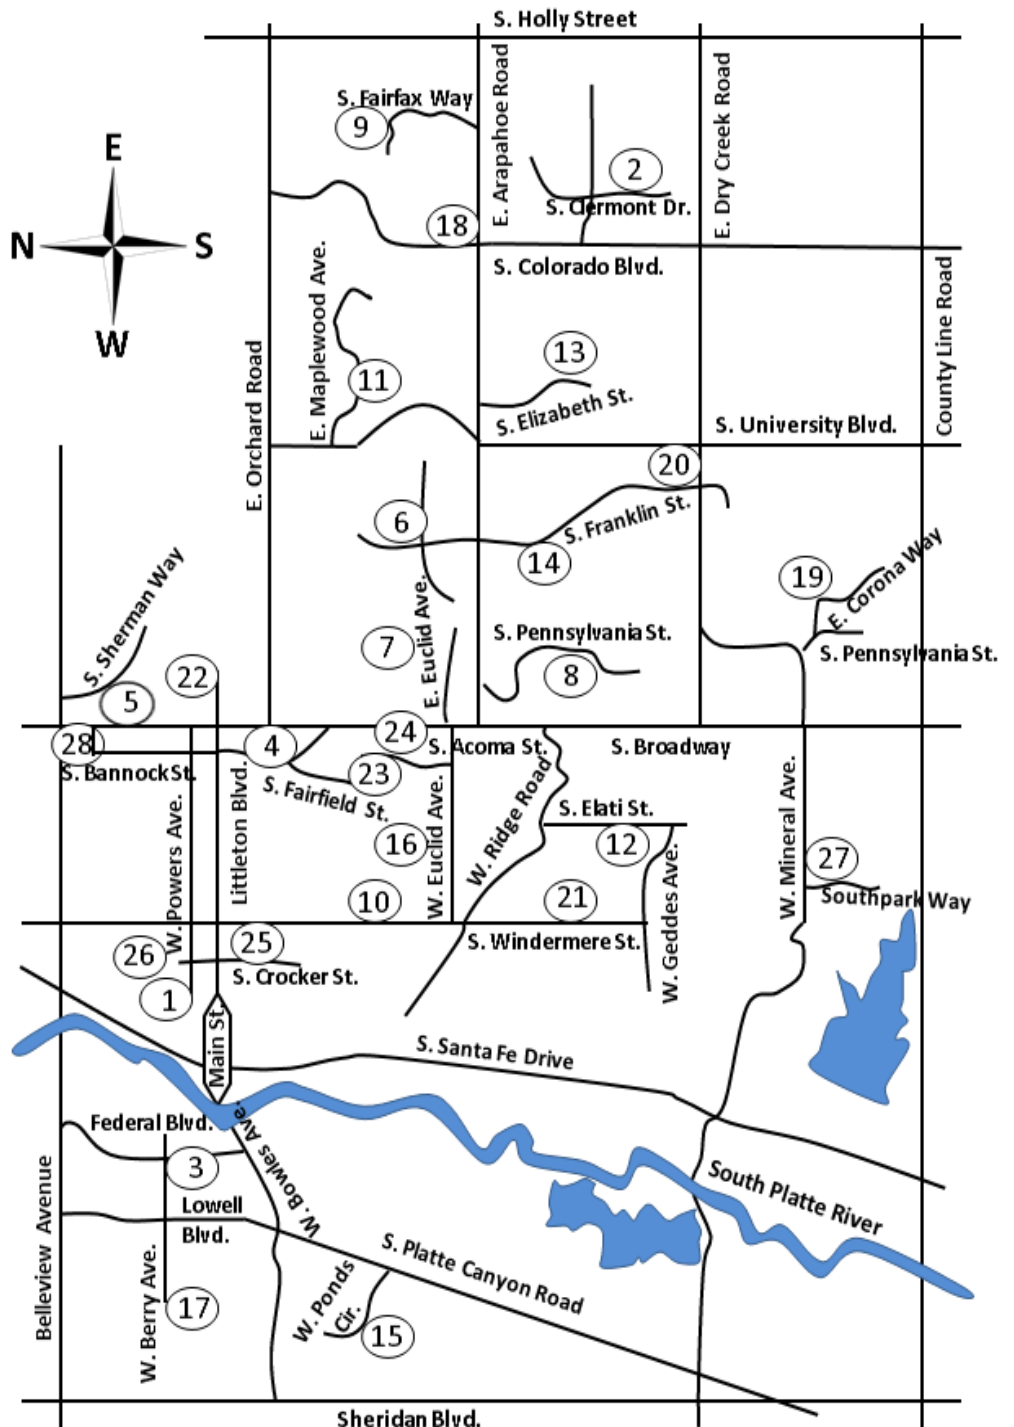 S. Holly Street
E. Arapahoe Road
E. Dry Creek Road
S. Fairfax Way
9
2
S. Clermont Dr.
18
E
N
S
W
S. Colorado Blvd.
E. Maplewood Ave.
County Line Road
E. Orchard Road
13
11
S. Elizabeth St.
S. University Blvd.
20
6
S. Franklin St.
14
19
E. Corona Way
S. Sherman Way
E. Euclid Ave.
7
S. Pennsylvania St.
S. Pennsylvania St.
22
8
5
28
4
24
S. Acoma St.
S. Broadway
S. Bannock St.
23
S. Fairfield St.
W. Powers Ave.
Littleton Blvd.
W. Euclid Ave.
W. Ridge Road
S. Elati St.
W. Mineral Ave.
16
12
27
W. Geddes Ave.
Southpark Way
10
21
26
25
S. Windermere St.
S. Crocker St.
1
Main St.
S. Santa Fe Drive
Federal Blvd.
W. Bowles Ave.
3
Belleview Avenue
Lowell
Blvd.
South Platte River
S. Platte Canyon Road
W. Berry Ave.
W. Ponds
Cir.
17
15
Sheridan Blvd.